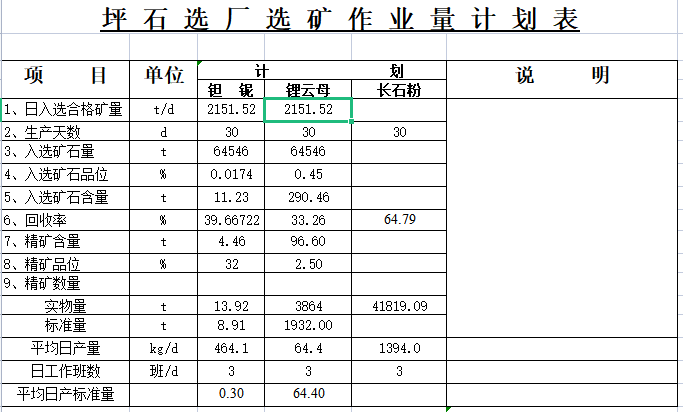 坪石选厂选矿作业量计划表
项 目 单位 计 划 说 明
钽 铌 锂云母 长石粉
1、日入选合格矿量 t/d 2151.52 2151.52
2、生产天数 d 30 30 30
3、入选矿石量 t 64546 64546
4、入选矿石品位 % 0.0174 0.45
5、入选矿石含量 t 11.23 290.46
6、回收率 % 39.66722 33.26 64.79
7、精矿含量 t 4.46 96.60
8、精矿品位 % 32 2.50
9、精矿数量
实物量 t 13.92 3864 41819.09
标准量 t 8.91 1932.00
平均日产量 kg/d 464.1 64.4 1394.0
日工作班数 班/d 3 3 3
平均日产标准量 0.30 64.40